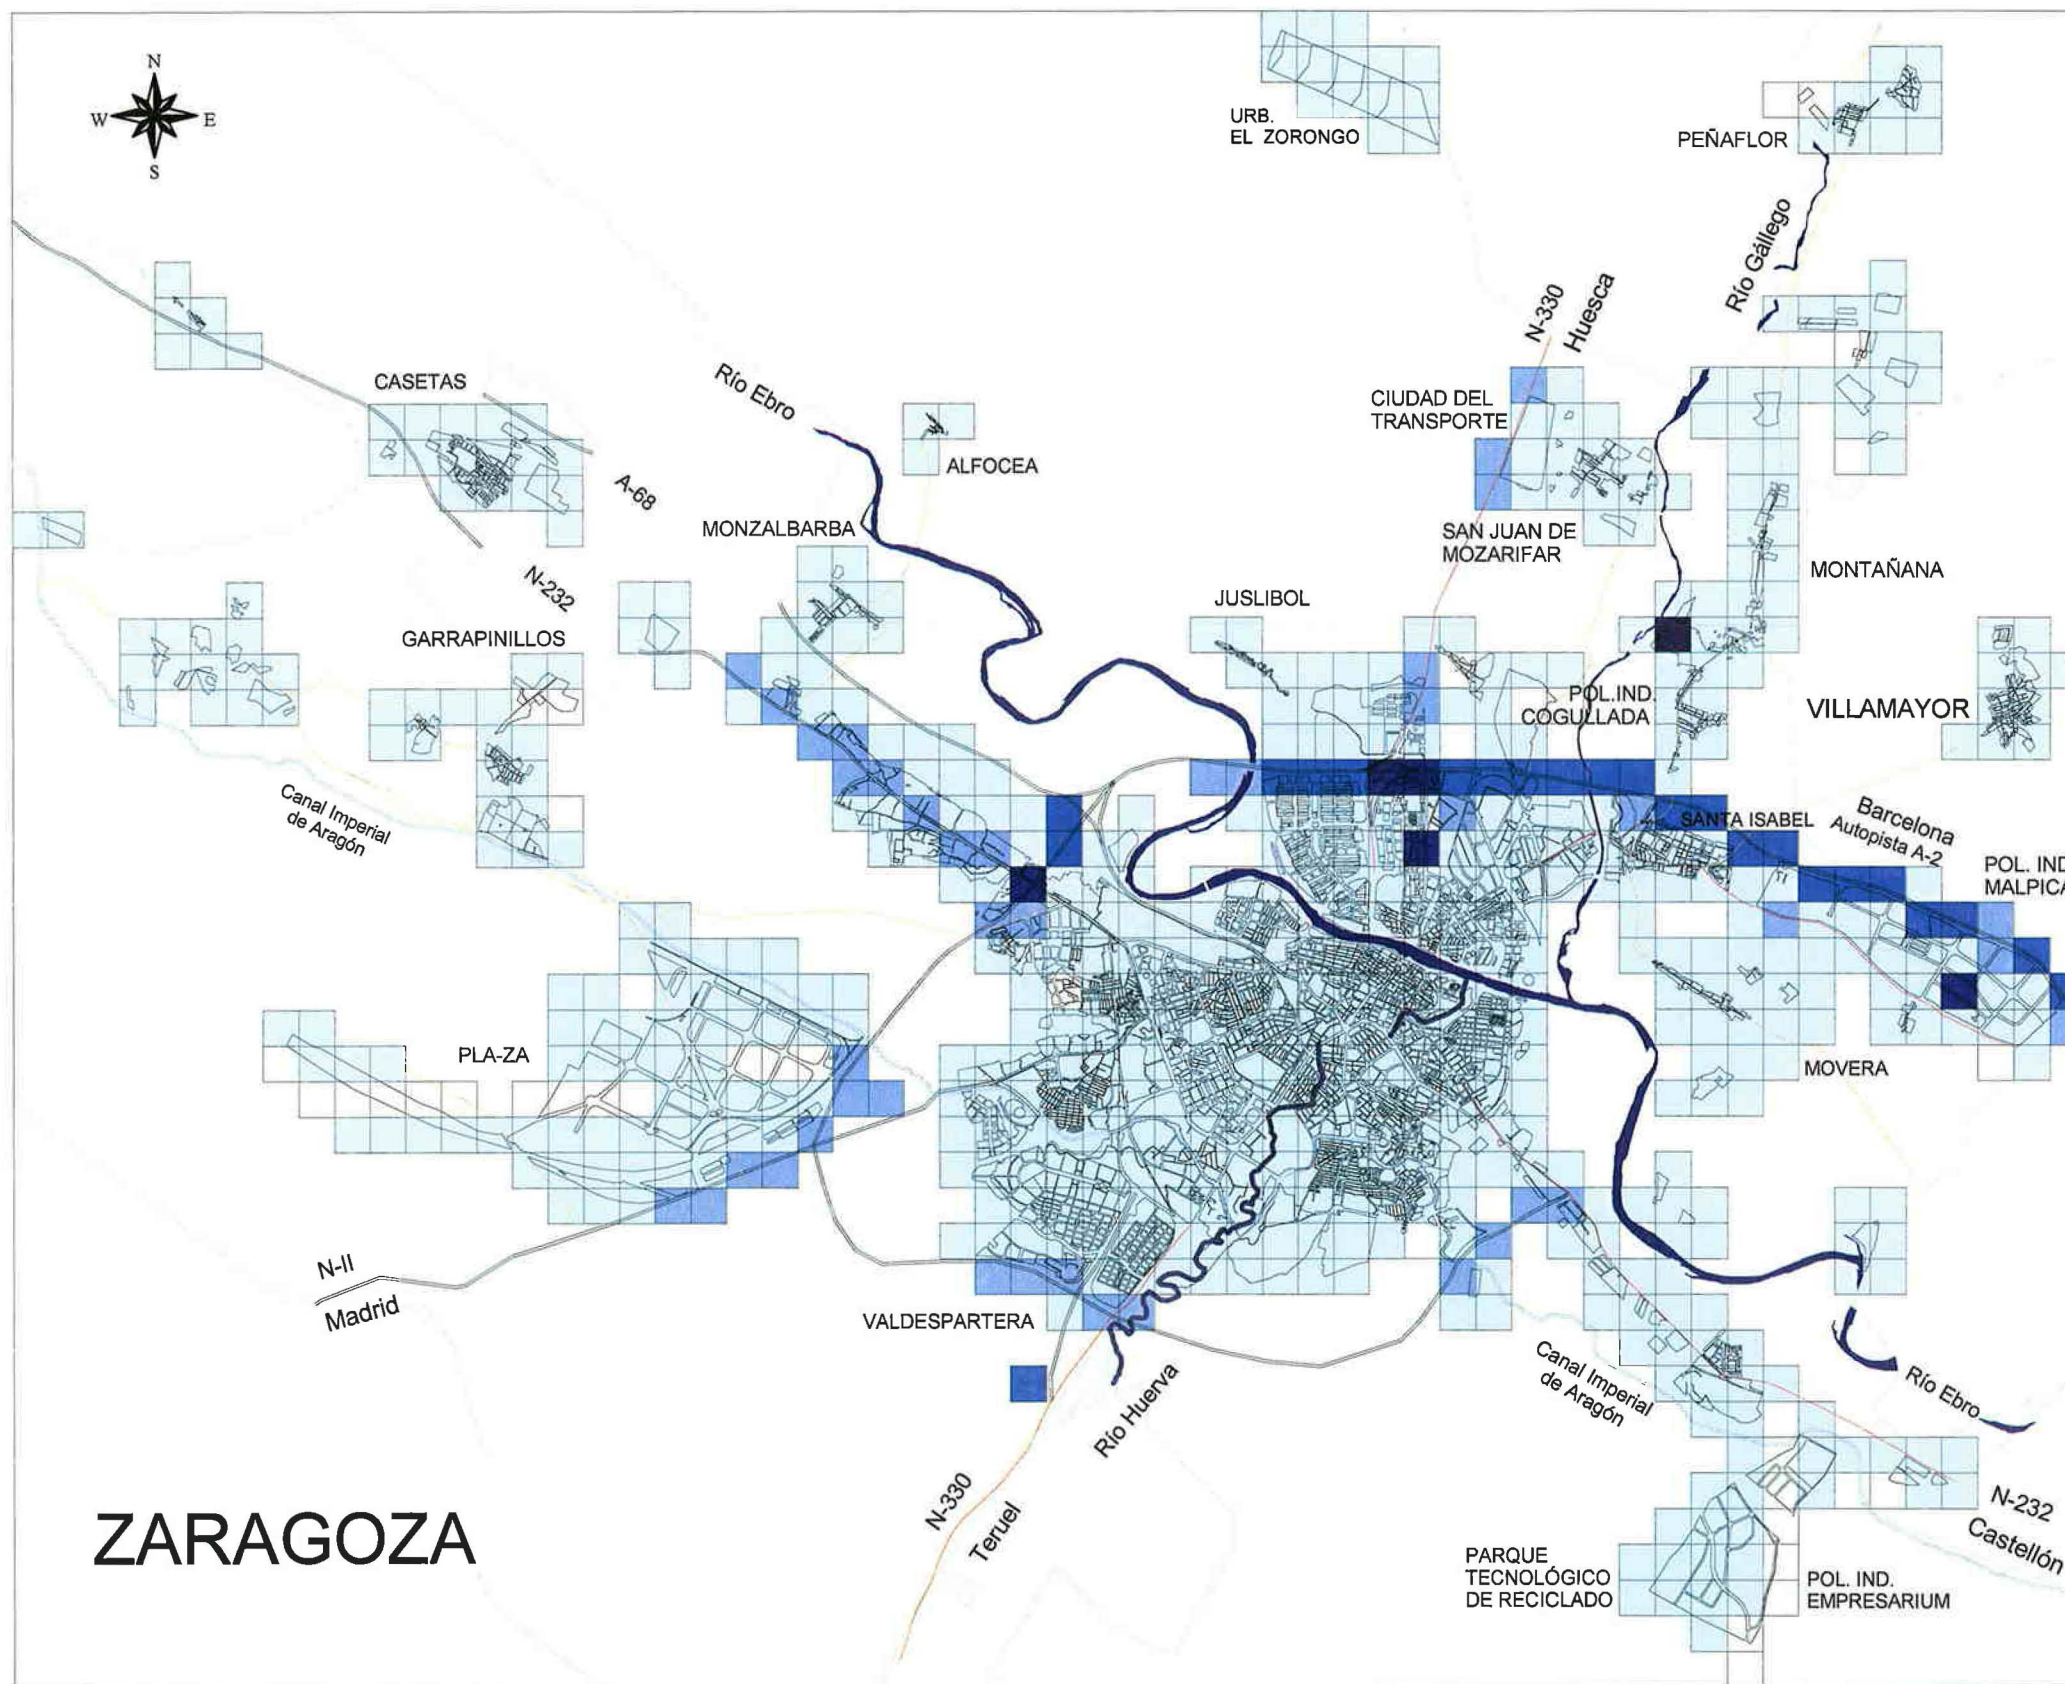 N
W E
S
URB.
EL ZORONGO
PEÑAFLOR
Río Gállego
N-330
Huesca
CASETAS
Río Ebro
CIUDAD DEL
TRANSPORTE
ALFOCEA
A-68
MONZALBARBA
SAN JUAN DE
MOZARIFAR
MONTAÑANA
N-232
JUSLIBOL
GARRAPINILLOS
POL.IND.
COGULLADA
VILLAMAYOR
Canal Imperial
de Aragón
SANTA ISABEL
Barcelona
Autopista A-2
POL. IND
MALPICA
PLA-ZA
MOVERA
N-II
Madrid
VALDESPARTERA
Río Huerva
Canal Imperial
de Aragón
Río Ebro
N-330
Teruel
ZARAGOZA
N-232
Castellón
PARQUE
TECNOLÓGICO
DE RECICLADO
POL. IND.
EMPRESARIUM